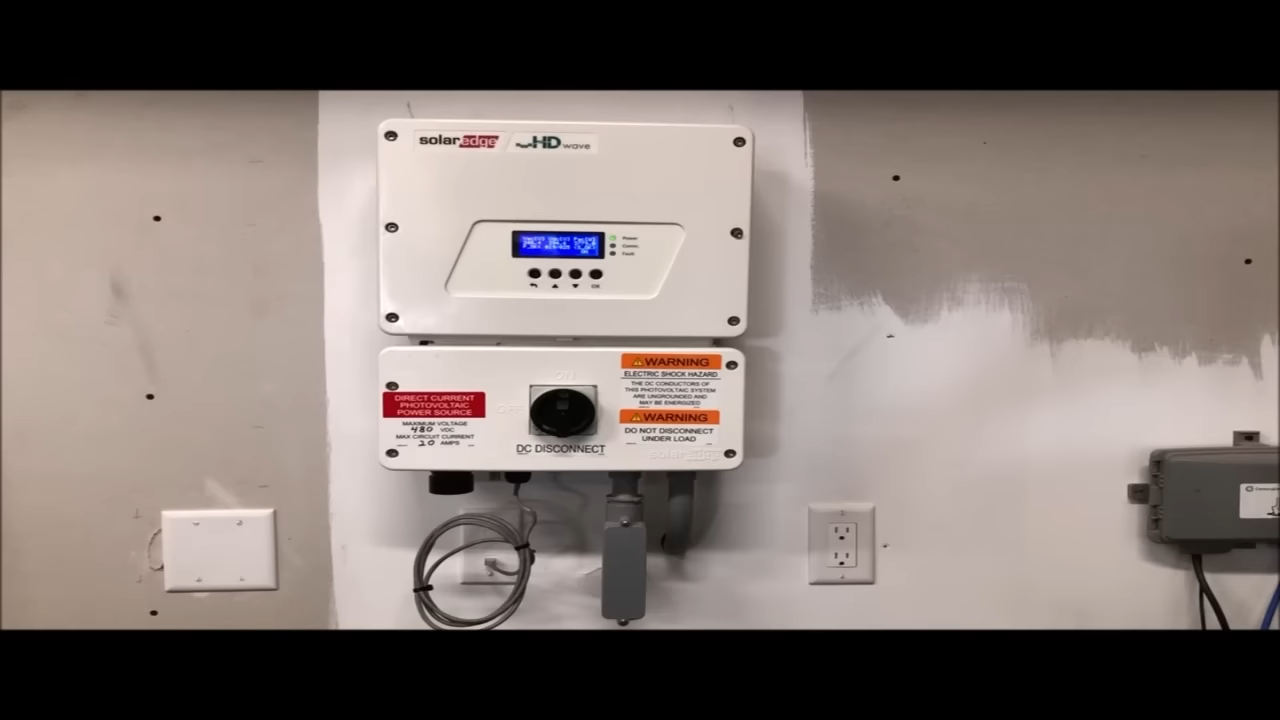 solaredge HD wave
Power
Comm.
Fault
OK
WARNING
ELECTRIC SHOCK HAZARD
THE DC CONDUCTORS OF
THIS PHOTOVOLTAIC SYSTEM
ARE UNGROUNDED AND
MAY BE ENERGIZED
WARNING
DO NOT DISCONNECT
UNDER LOAD
solaredge
ON
OFF
DC DISCONNECT
DIRECT CURRENT
PHOTOVOLTAIC
POWER SOURCE
MAXIMUM VOLTAGE
480 VDC
MAX CIRCUIT CURRENT
20 AMPS